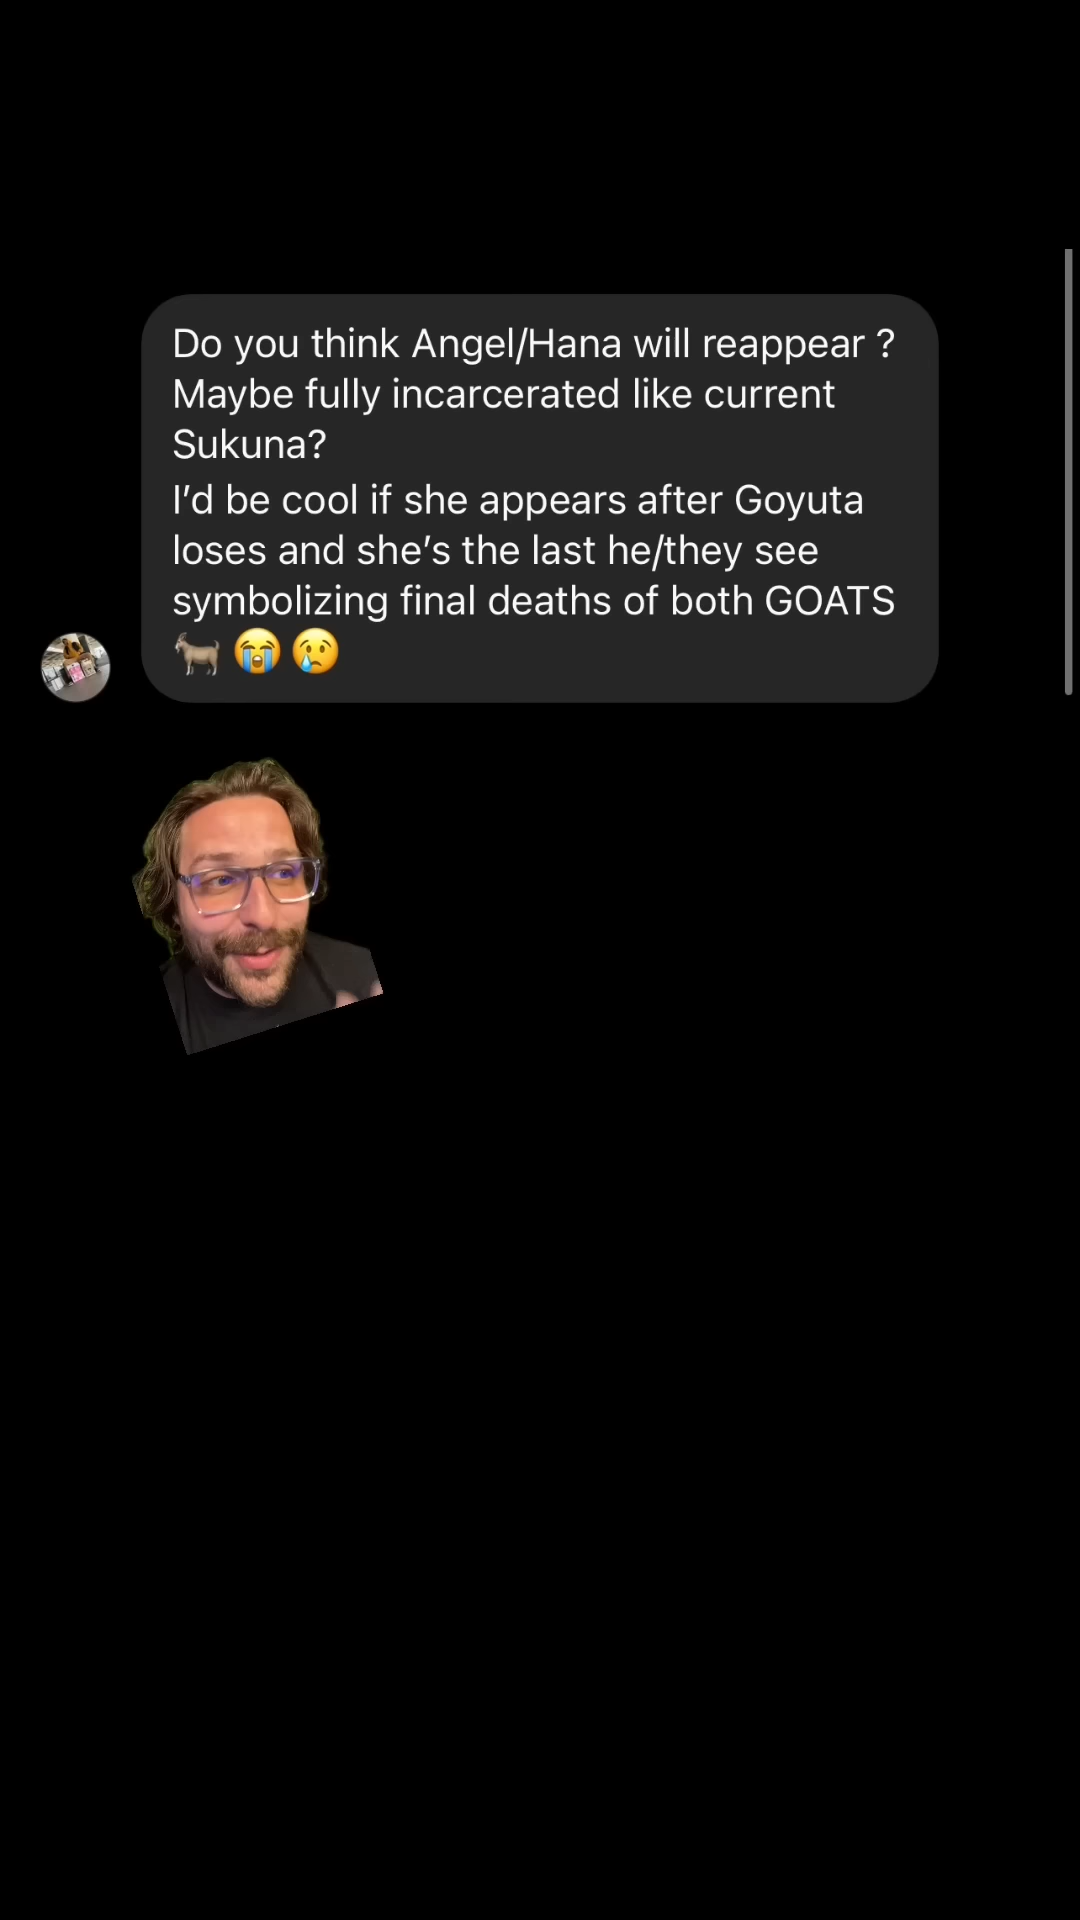 Do you think Angel/Hana will reappear ?
Maybe fully incarcerated like current
Sukuna?
I’d be cool if she appears after Goyuta
loses and she’s the last he/they see
symbolizing final deaths of both GOATS
🐐😭😢